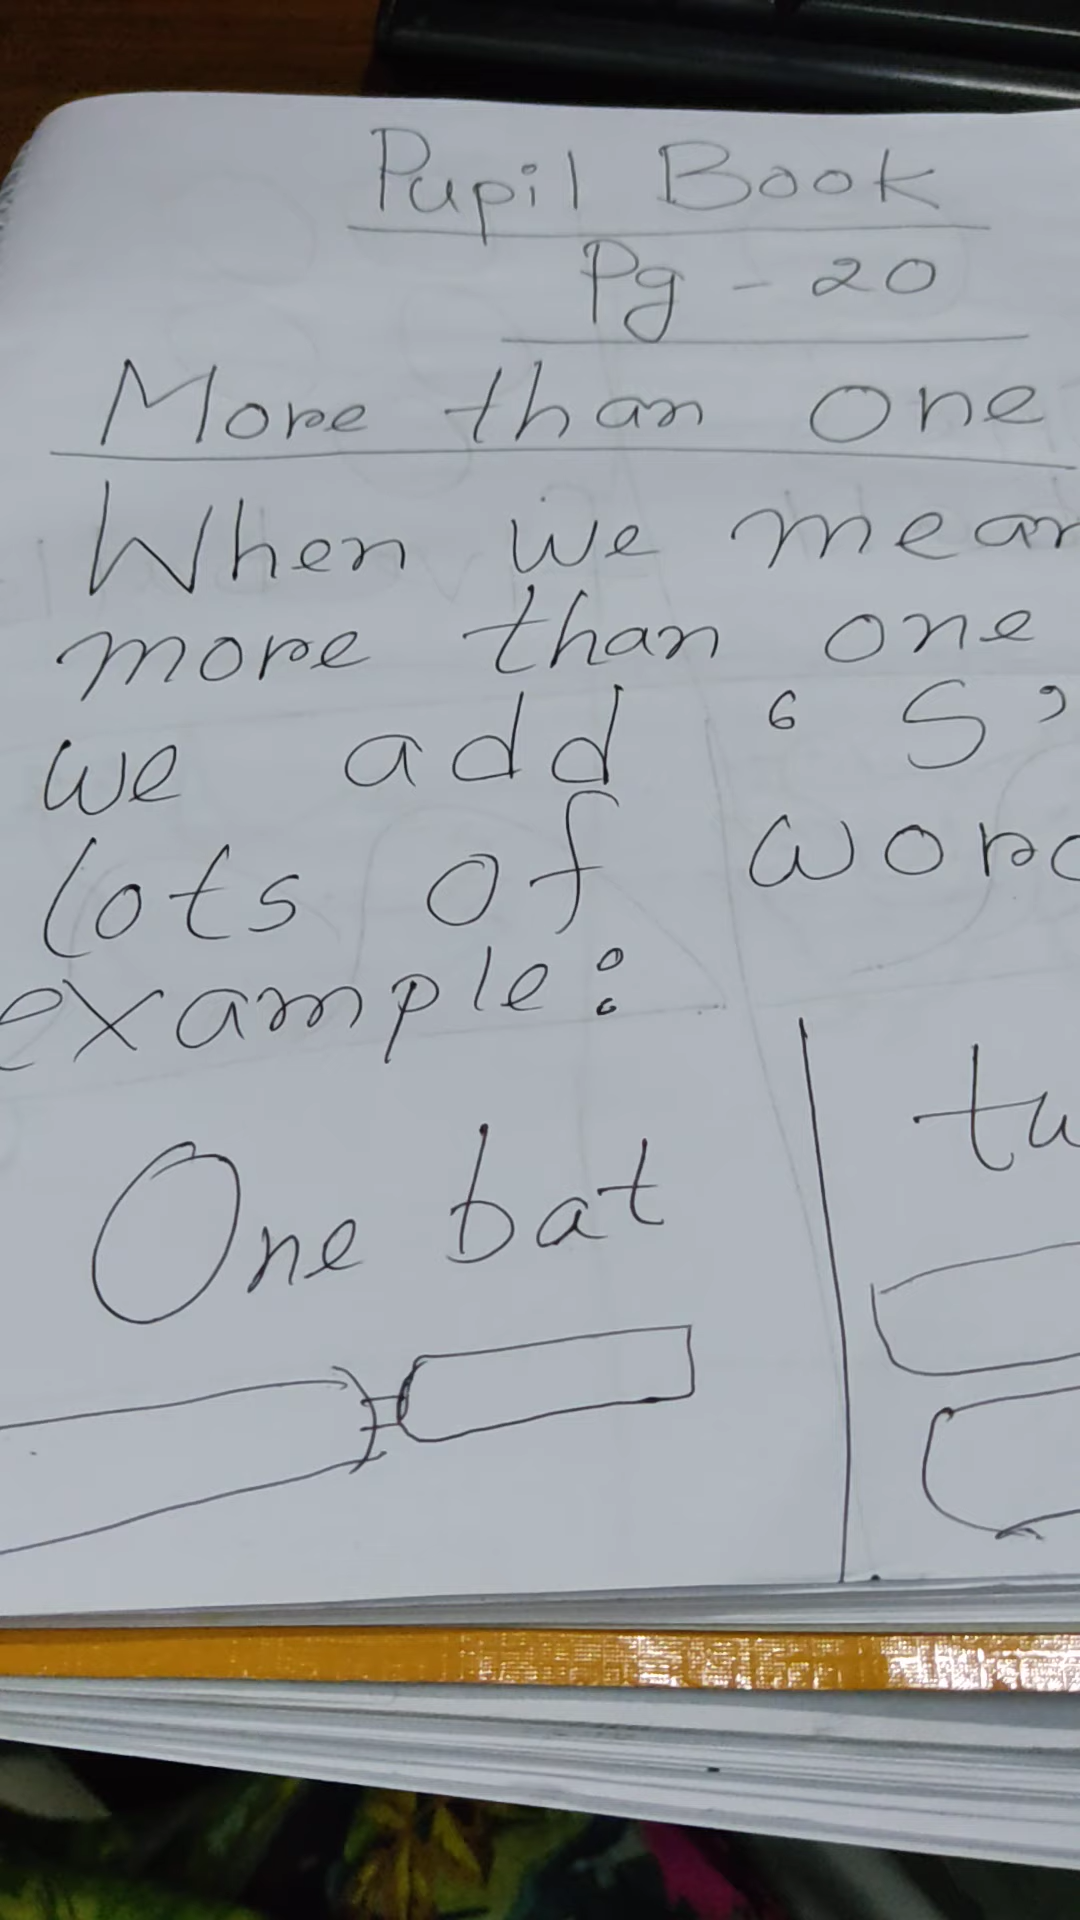 Pupil Book
Pg - 20
More than one
When we mean
more than one
we add 's'
lots of
example:
One bat